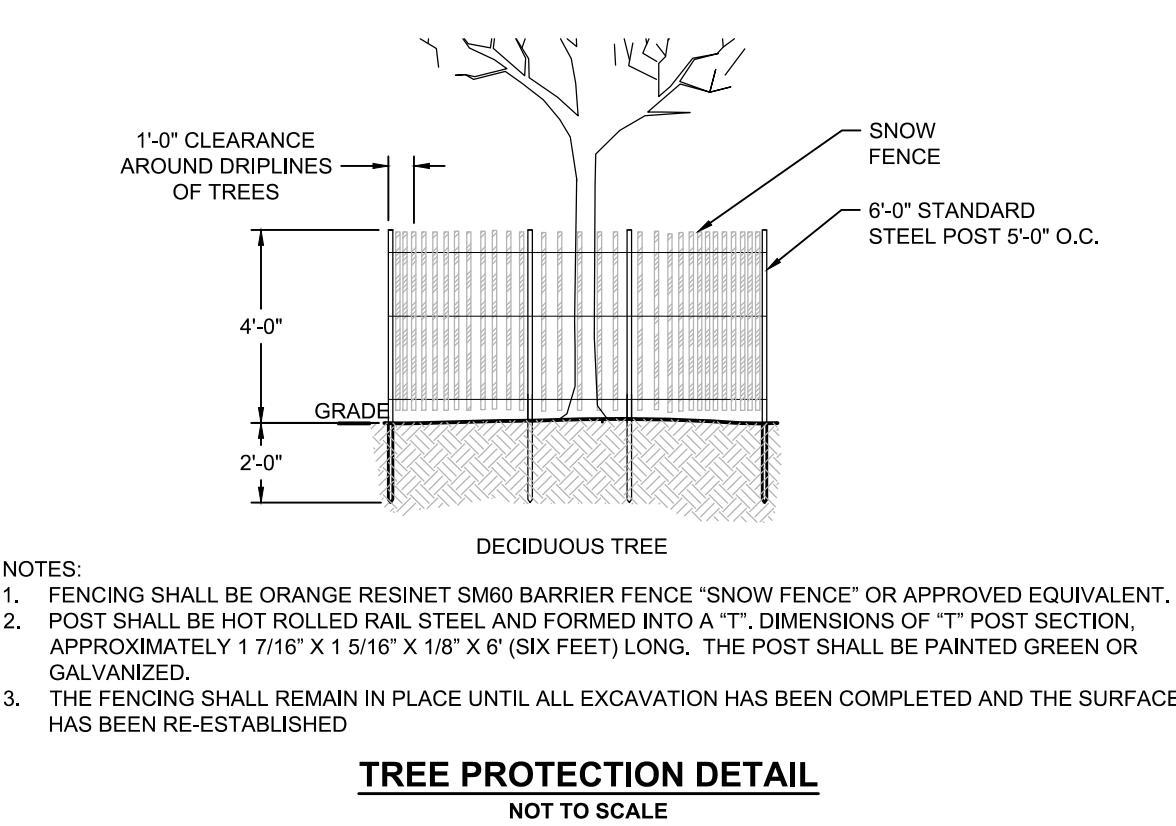 1'-0" CLEARANCE
AROUND DRIPLINES
OF TREES
SNOW
FENCE
6'-0" STANDARD
STEEL POST 5'-0" O.C.
4'-0"
GRADE
2'-0"
DECIDUOUS TREE
NOTES:
1. FENCING SHALL BE ORANGE RESINET SM60 BARRIER FENCE “SNOW FENCE” OR APPROVED EQUIVALENT.
2. POST SHALL BE HOT ROLLED RAIL STEEL AND FORMED INTO A “T”. DIMENSIONS OF “T” POST SECTION,
APPROXIMATELY 1 7/16” X 1 5/16” X 1/8” X 6' (SIX FEET) LONG. THE POST SHALL BE PAINTED GREEN OR
GALVANIZED.
3. THE FENCING SHALL REMAIN IN PLACE UNTIL ALL EXCAVATION HAS BEEN COMPLETED AND THE SURFACE
HAS BEEN RE-ESTABLISHED
TREE PROTECTION DETAIL
NOT TO SCALE